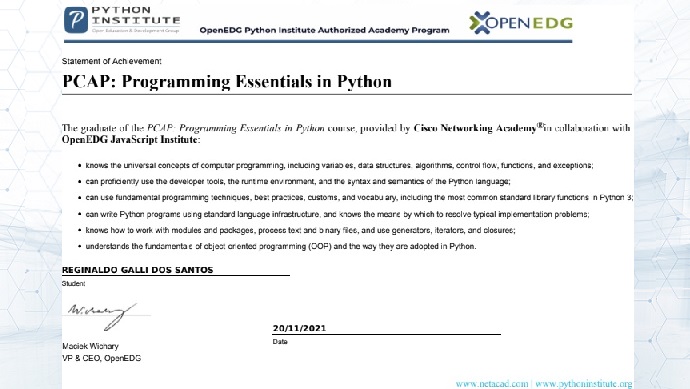 PYTHON
INSTITUTE
Open Education & Development Group
OpenEDG Python Institute Authorized Academy Program
OPENEDG
Statement of Achievement
PCAP: Programming Essentials in Python
The graduate of the PCAP: Programming Essentials in Python course, provided by Cisco Networking Academy® in collaboration with
OpenEDG JavaScript Institute:
• knows the universal concepts of computer programming, including variables, data structures, algorithms, control flow, functions, and exceptions;
• can proficiently use the developer tools, the runtime environment, and the syntax and semantics of the Python language;
• can use fundamental programming techniques, best practices, customs, and vocabulary, including the most common standard library functions in Python 3;
• can write Python programs using standard language infrastructure, and knows the means by which to resolve typical implementation problems;
• knows how to work with modules and packages, process text and binary files, and use generators, iterators, and closures;
• understands the fundamentals of object-oriented programming (OOP) and the way they are adopted in Python.
REGINALDO GALLI DOS SANTOS
Student
20/11/2021
Date
Maciek Wichary
VP & CEO, OpenEDG
www.netacad.com | www.pythoninstitute.org